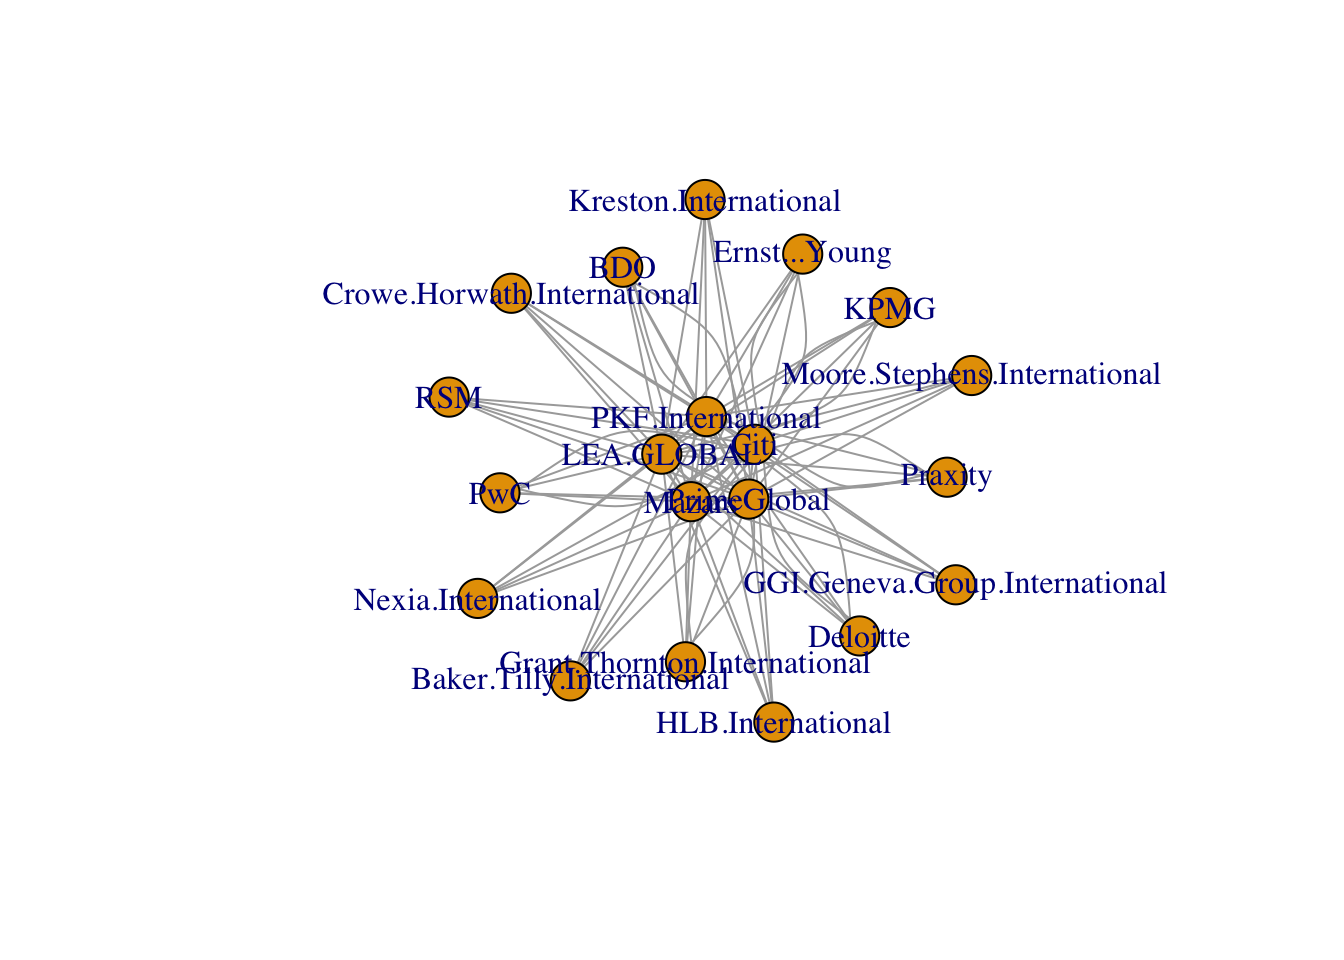 Kreston.International
Ernst...Young
BDO
Crowe.Horwath.International
KPMG
Moore.Stephens.International
RSM
PKF.International
Citi
LEA.GLOBAL
Praxity
PwC
Mazars
PrimeGlobal
GGI.Geneva.Group.International
Nexia.International
Deloitte
Grant.Thornton.International
Baker.Tilly.International
HLB.International